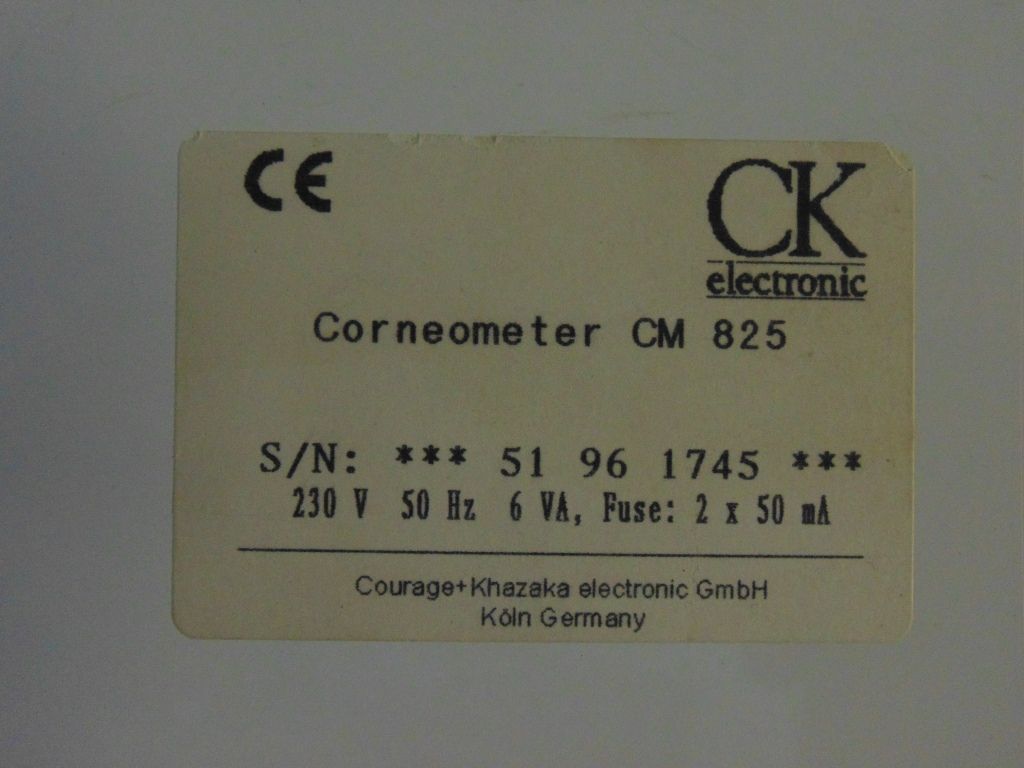 CE
CK
electronic
Corneometer CM 825
S/N: *** 51 96 1745 ***
230 V 50 Hz 6 VA, Fuse: 2 x 50 mA
Courage+Khazaka electronic GmbH
Köln Germany